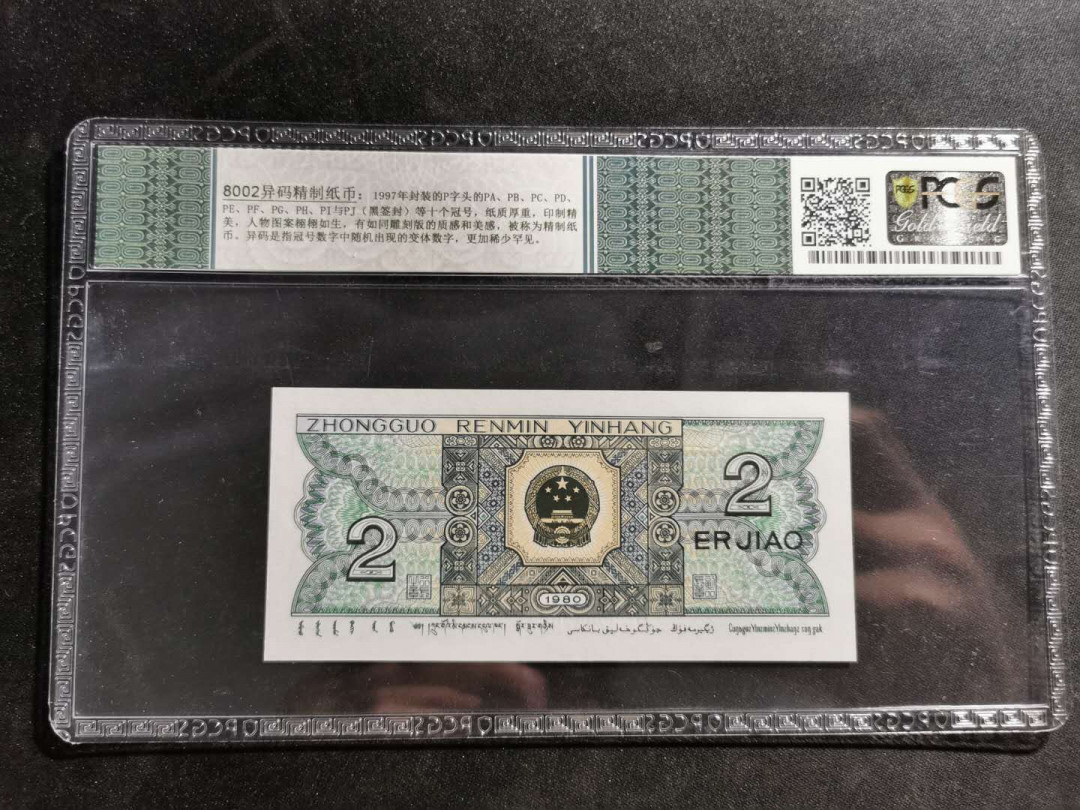 8002异码精制纸币：1997年封装的P字头的PA、PB、PC、PD、
PE、PF、PG、PH、PI与PJ（黑签封）等十个冠号，纸质厚重，印制精
美，人物图案栩栩如生，有如同雕刻版的质感和美感，被称为精制纸
币。异码是指冠号数字中随机出现的变体数字，更加稀少罕见。
PCGS
Gold Shield
GRADING
ZHONGGUO RENMIN YINHANG
2
ER JIAO
2
1980